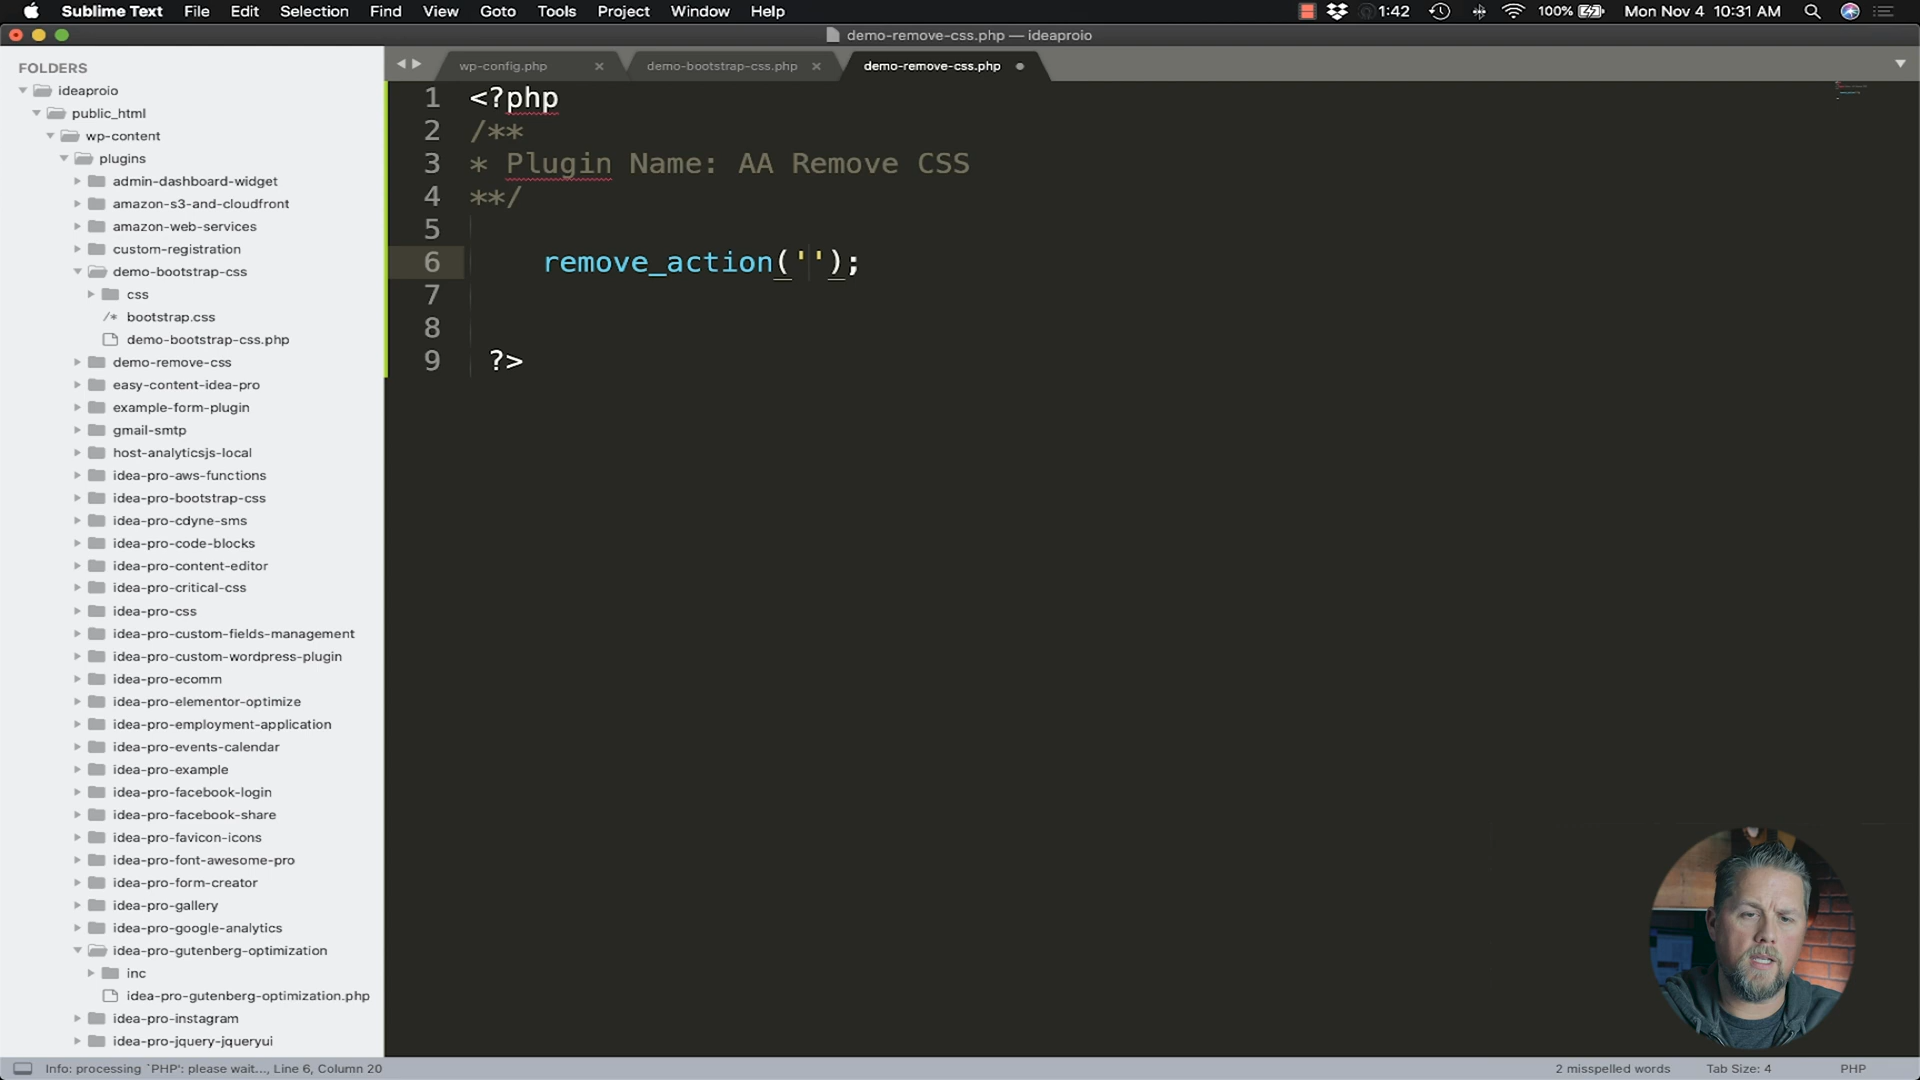 Sublime Text File Edit Selection Find View Goto Tools Project Window Help 1:42 100% Mon Nov 4 10:31 AM
demo-remove-css.php — ideaproio
FOLDERS
ideaproio
public_html
wp-content
plugins
admin-dashboard-widget
amazon-s3-and-cloudfront
amazon-web-services
custom-registration
demo-bootstrap-css
css
/* bootstrap.css
demo-bootstrap-css.php
demo-remove-css
easy-content-idea-pro
example-form-plugin
gmail-smtp
host-analyticsjs-local
idea-pro-aws-functions
idea-pro-bootstrap-css
idea-pro-cdyne-sms
idea-pro-code-blocks
idea-pro-content-editor
idea-pro-critical-css
idea-pro-css
idea-pro-custom-fields-management
idea-pro-custom-wordpress-plugin
idea-pro-ecomm
idea-pro-elementor-optimize
idea-pro-employment-application
idea-pro-events-calendar
idea-pro-example
idea-pro-facebook-login
idea-pro-facebook-share
idea-pro-favicon-icons
idea-pro-font-awesome-pro
idea-pro-form-creator
idea-pro-gallery
idea-pro-google-analytics
idea-pro-gutenberg-optimization
inc
idea-pro-gutenberg-optimization.php
idea-pro-instagram
idea-pro-jquery-jqueryui
wp-config.php demo-bootstrap-css.php demo-remove-css.php
1 <?php
2 /**
3 * Plugin Name: AA Remove CSS
4 **/
5
6 remove_action('');
7
8
9 ?>
Info: processing `PHP': please wait..., Line 6, Column 20 2 misspelled words Tab Size: 4 PHP